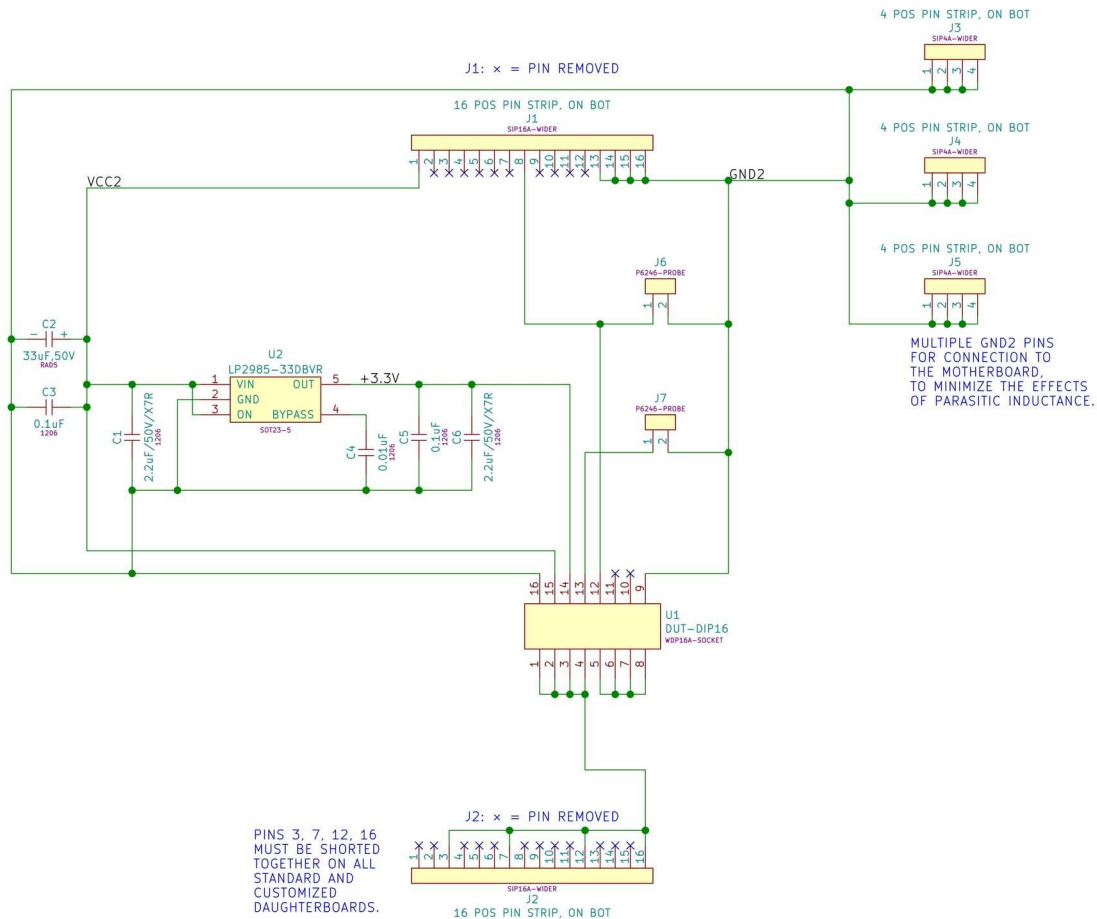 4 POS PIN STRIP, ON BOT
J3
SIP4A-WIDER
1 2 3 4
J1: × = PIN REMOVED
16 POS PIN STRIP, ON BOT
J1
SIP16A-WIDER
1 2 3 4 5 6 7 8 9 10 11 12 13 14 15 16
4 POS PIN STRIP, ON BOT
J4
SIP4A-WIDER
1 2 3 4
VCC2
GND2
4 POS PIN STRIP, ON BOT
J5
SIP4A-WIDER
1 2 3 4
J6
P6246-PROBE
1 2
MULTIPLE GND2 PINS
FOR CONNECTION TO
THE MOTHERBOARD,
TO MINIMIZE THE EFFECTS
OF PARASITIC INDUCTANCE.
C2
− +
33uF,50V
RAD5
C3
0.1uF
1206
C1
2.2uF/50V/X7R
1206
U2
LP2985-33DBVR
1 VIN OUT 5
2 GND
3 ON BYPASS 4
SOT23-5
+3.3V
C4
0.01uF
1206
C5
0.1uF
1206
C6
2.2uF/50V/X7R
1206
J7
P6246-PROBE
1 2
16 15 14 13 12 11 10 9
U1
DUT-DIP16
WDP16A-SOCKET
1 2 3 4 5 6 7 8
J2: × = PIN REMOVED
PINS 3, 7, 12, 16
MUST BE SHORTED
TOGETHER ON ALL
STANDARD AND
CUSTOMIZED
DAUGHTERBOARDS.
1 2 3 4 5 6 7 8 9 10 11 12 13 14 15 16
SIP16A-WIDER
J2
16 POS PIN STRIP, ON BOT